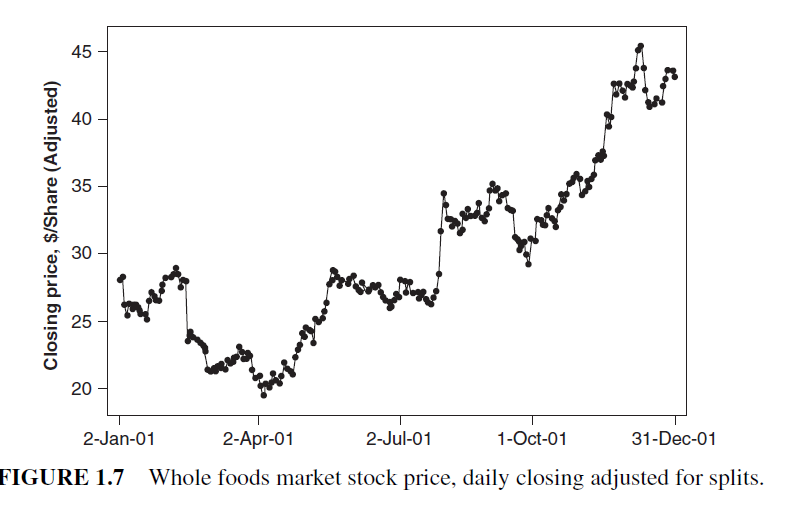 Closing price, $/Share (Adjusted)
45
40
35
30
25
20
2-Jan-01 2-Apr-01 2-Jul-01 1-Oct-01 31-Dec-01
FIGURE 1.7 Whole foods market stock price, daily closing adjusted for splits.